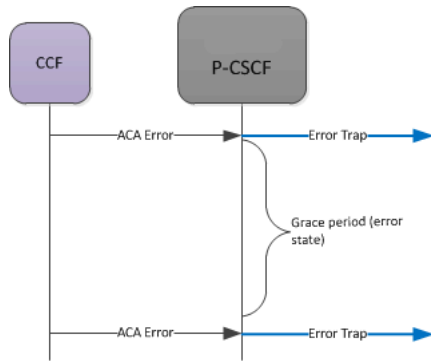 CCF
P-CSCF
ACA Error
Error Trap
Grace period (error
state)
ACA Error
Error Trap